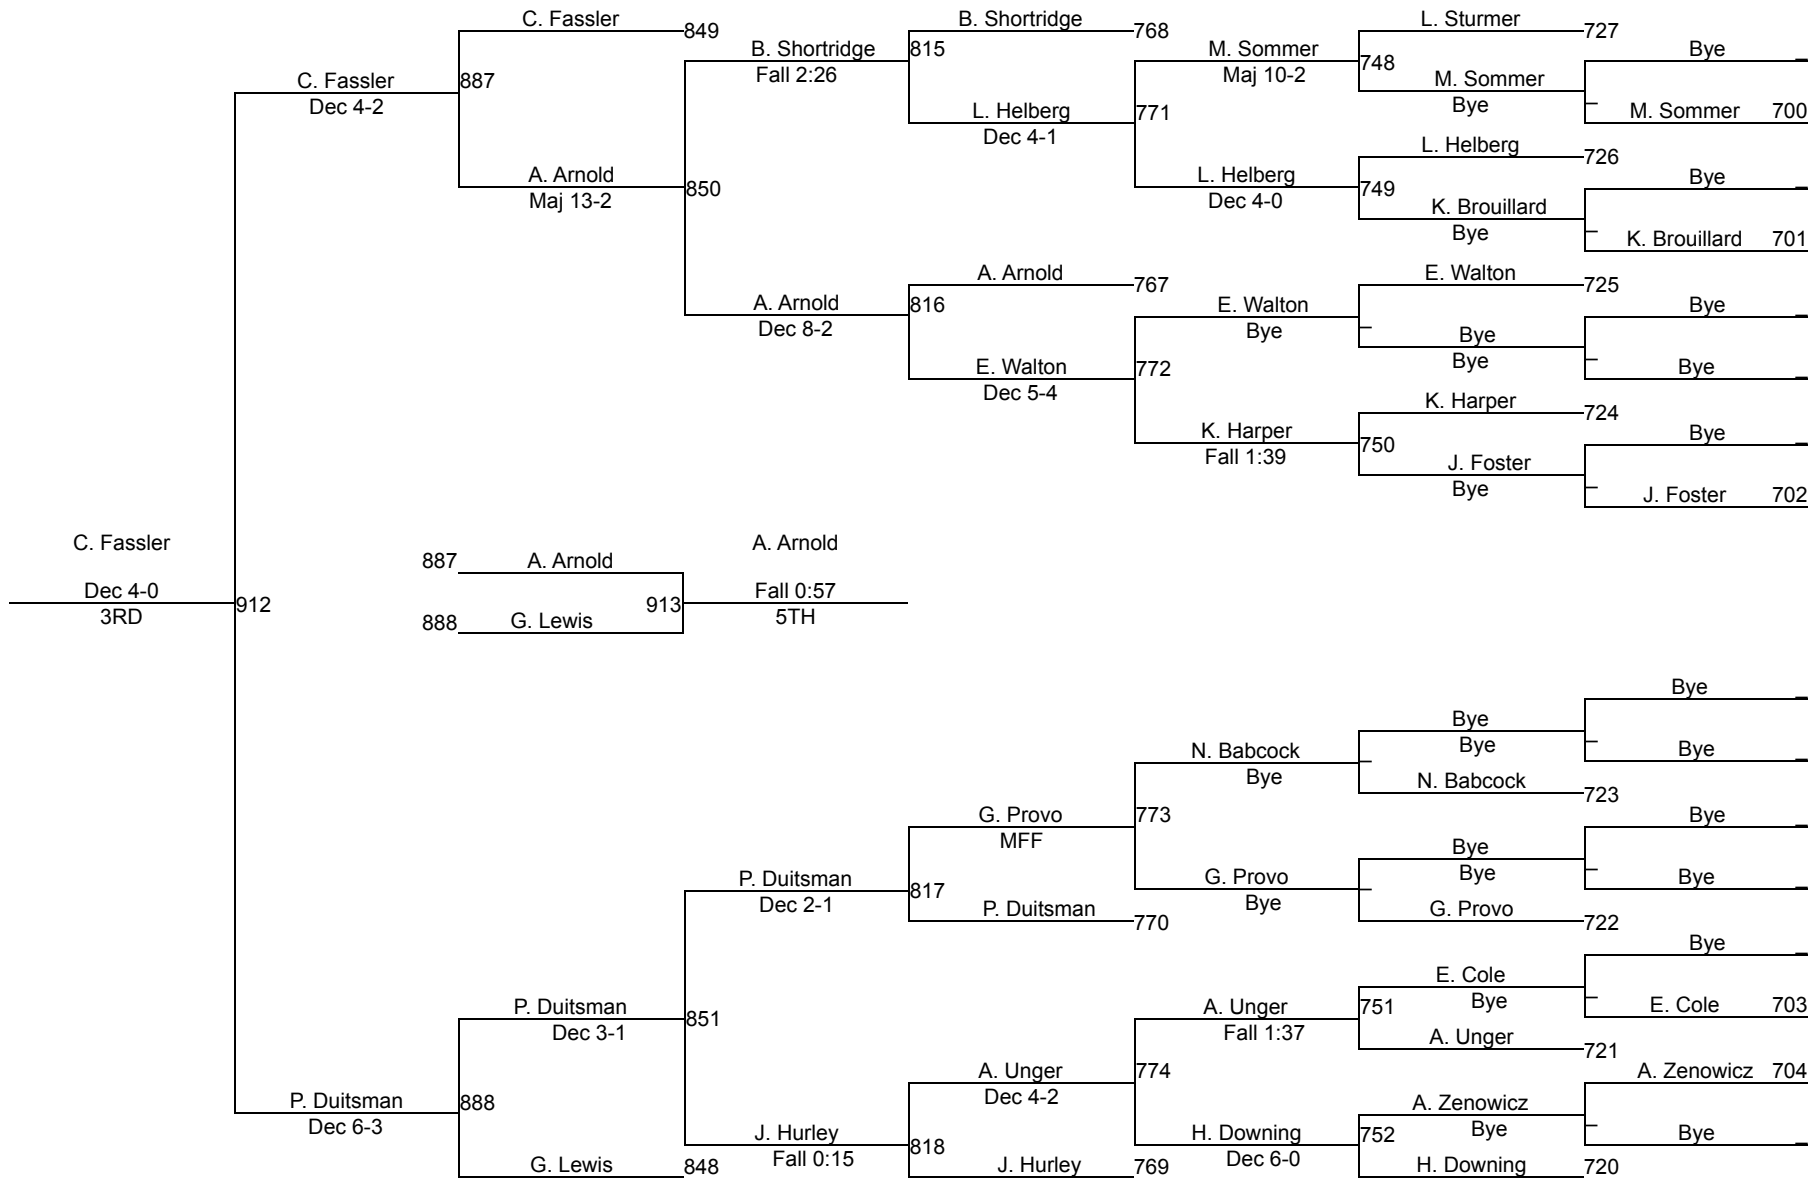 C. Fassler
849
B. Shortridge
768
L. Sturmer
727
B. Shortridge
815
M. Sommer
Bye
Fall 2:26
Maj 10-2
748
C. Fassler
887
M. Sommer
Dec 4-2
Bye
L. Helberg
771
M. Sommer 700
Dec 4-1
L. Helberg
726
A. Arnold
L. Helberg
Bye
Maj 13-2
850
Dec 4-0
749
K. Brouillard
Bye
K. Brouillard 701
A. Arnold
767
E. Walton
725
A. Arnold
816
E. Walton
Bye
Dec 8-2
Bye
Bye
Bye
E. Walton
772
Bye
Dec 5-4
K. Harper
724
K. Harper
Bye
Fall 1:39
750
J. Foster
Bye
J. Foster 702
C. Fassler
A. Arnold
887
A. Arnold
Dec 4-0
Fall 0:57
912
913
3RD
888
G. Lewis
5TH
Bye
Bye
Bye
N. Babcock
Bye
Bye
N. Babcock
723
G. Provo
773
Bye
MFF
Bye
Bye
P. Duitsman
G. Provo
Bye
Dec 2-1
817
Bye
P. Duitsman
770
G. Provo
722
Bye
E. Cole
P. Duitsman
A. Unger
Bye
851
751
E. Cole 703
Dec 3-1
Fall 1:37
A. Unger
721
A. Unger
774
A. Zenowicz 704
Dec 4-2
P. Duitsman
888
A. Zenowicz
Dec 6-3
Bye
J. Hurley
H. Downing
752
Bye
Fall 0:15
818
Dec 6-0
G. Lewis
848
J. Hurley
769
H. Downing
720